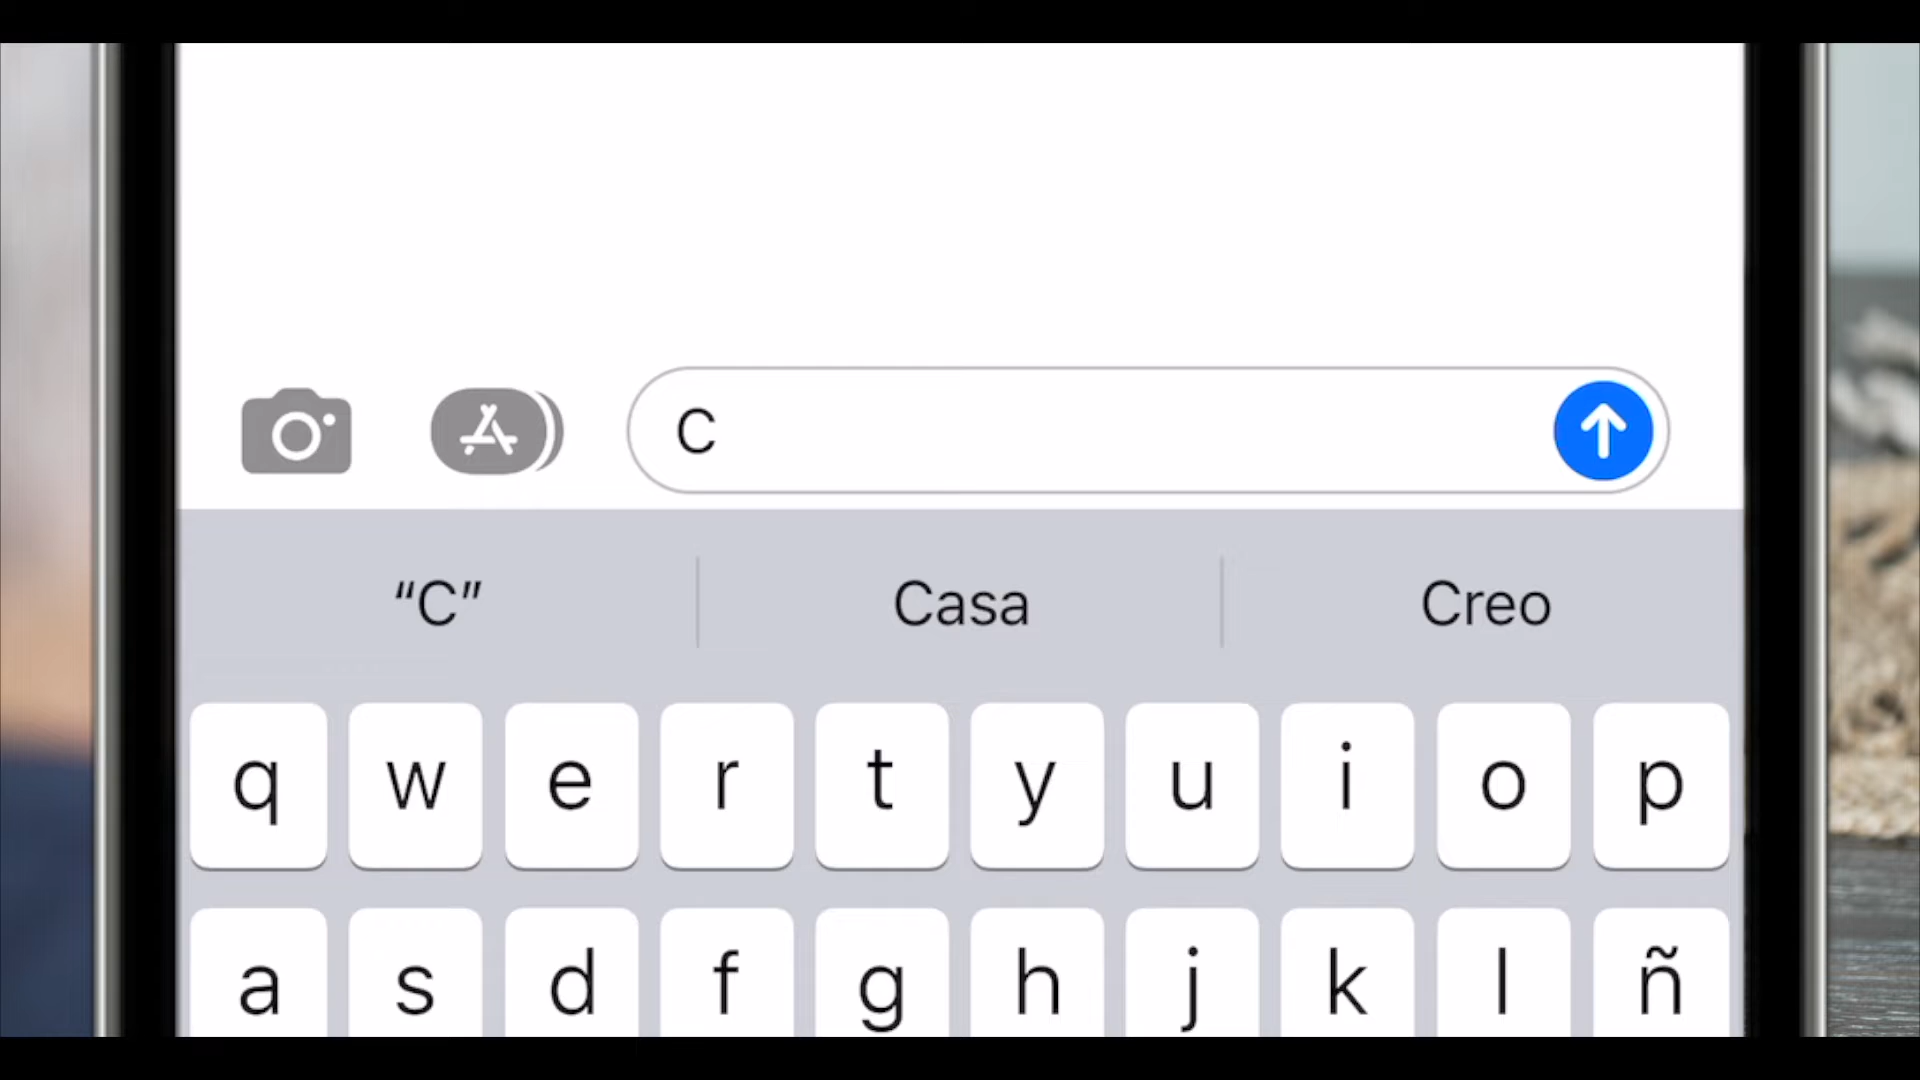 C
“C” Casa Creo
q w e r t y u i o p
a s d f g h j k l ñ